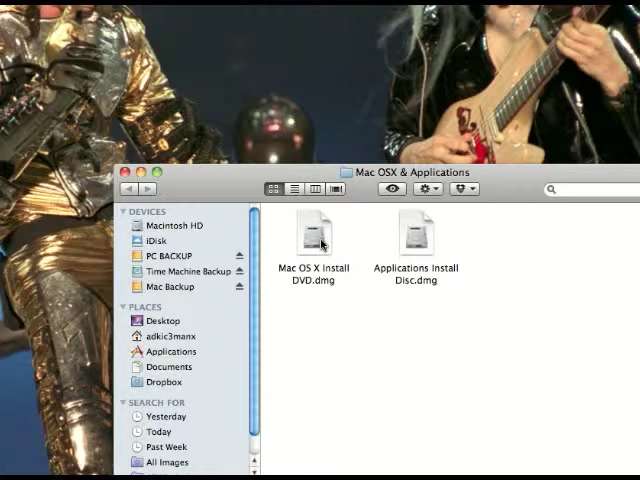 Mac OSX & Applications
DEVICES
Macintosh HD
iDisk
PC BACKUP
Time Machine Backup
Mac Backup
PLACES
Desktop
adkic3manx
Applications
Documents
Dropbox
SEARCH FOR
Yesterday
Today
Past Week
All Images
Mac OS X Install
DVD.dmg
Applications Install
Disc.dmg